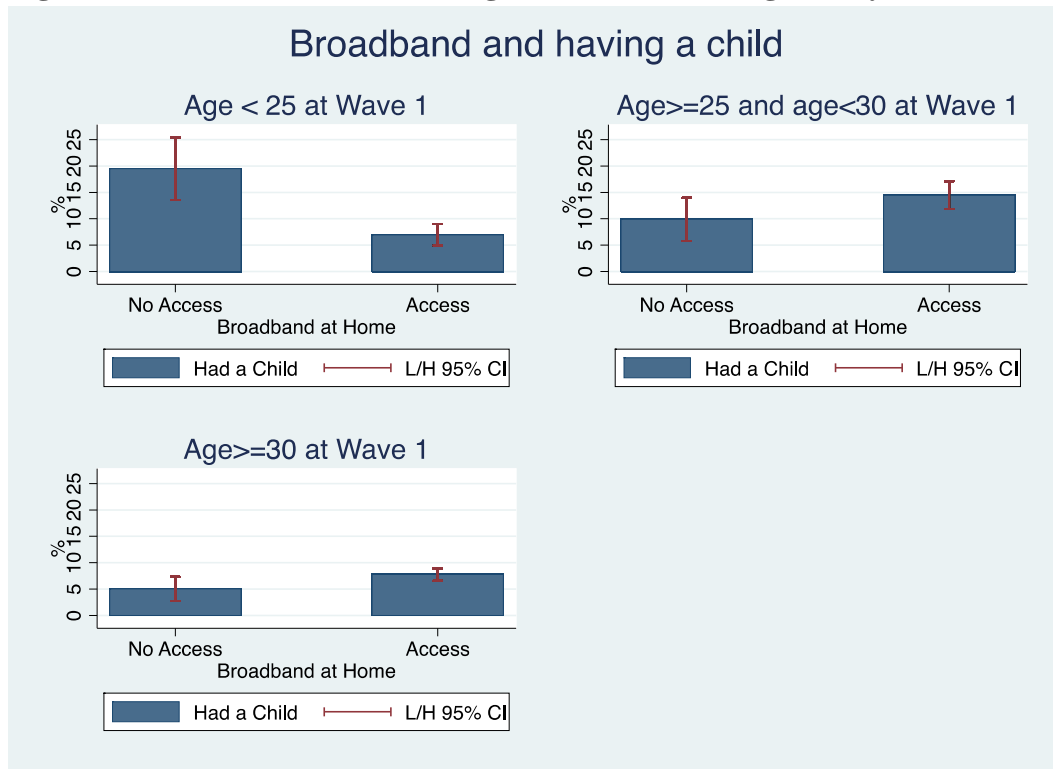 Broadband and having a child
Age < 25 at Wave 1
%
0 5 10 15 20 25
No Access Access
Broadband at Home
Had a Child L/H 95% CI
Age>=25 and age<30 at Wave 1
%
0 5 10 15 20 25
No Access Access
Broadband at Home
Had a Child L/H 95% CI
Age>=30 at Wave 1
%
0 5 10 15 20 25
No Access Access
Broadband at Home
Had a Child L/H 95% CI